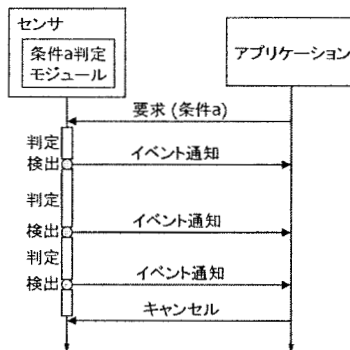 センサ
条件a判定
モジュール
アプリケーション
要求 (条件a)
判定
検出
イベント通知
判定
検出
イベント通知
判定
検出
イベント通知
キャンセル